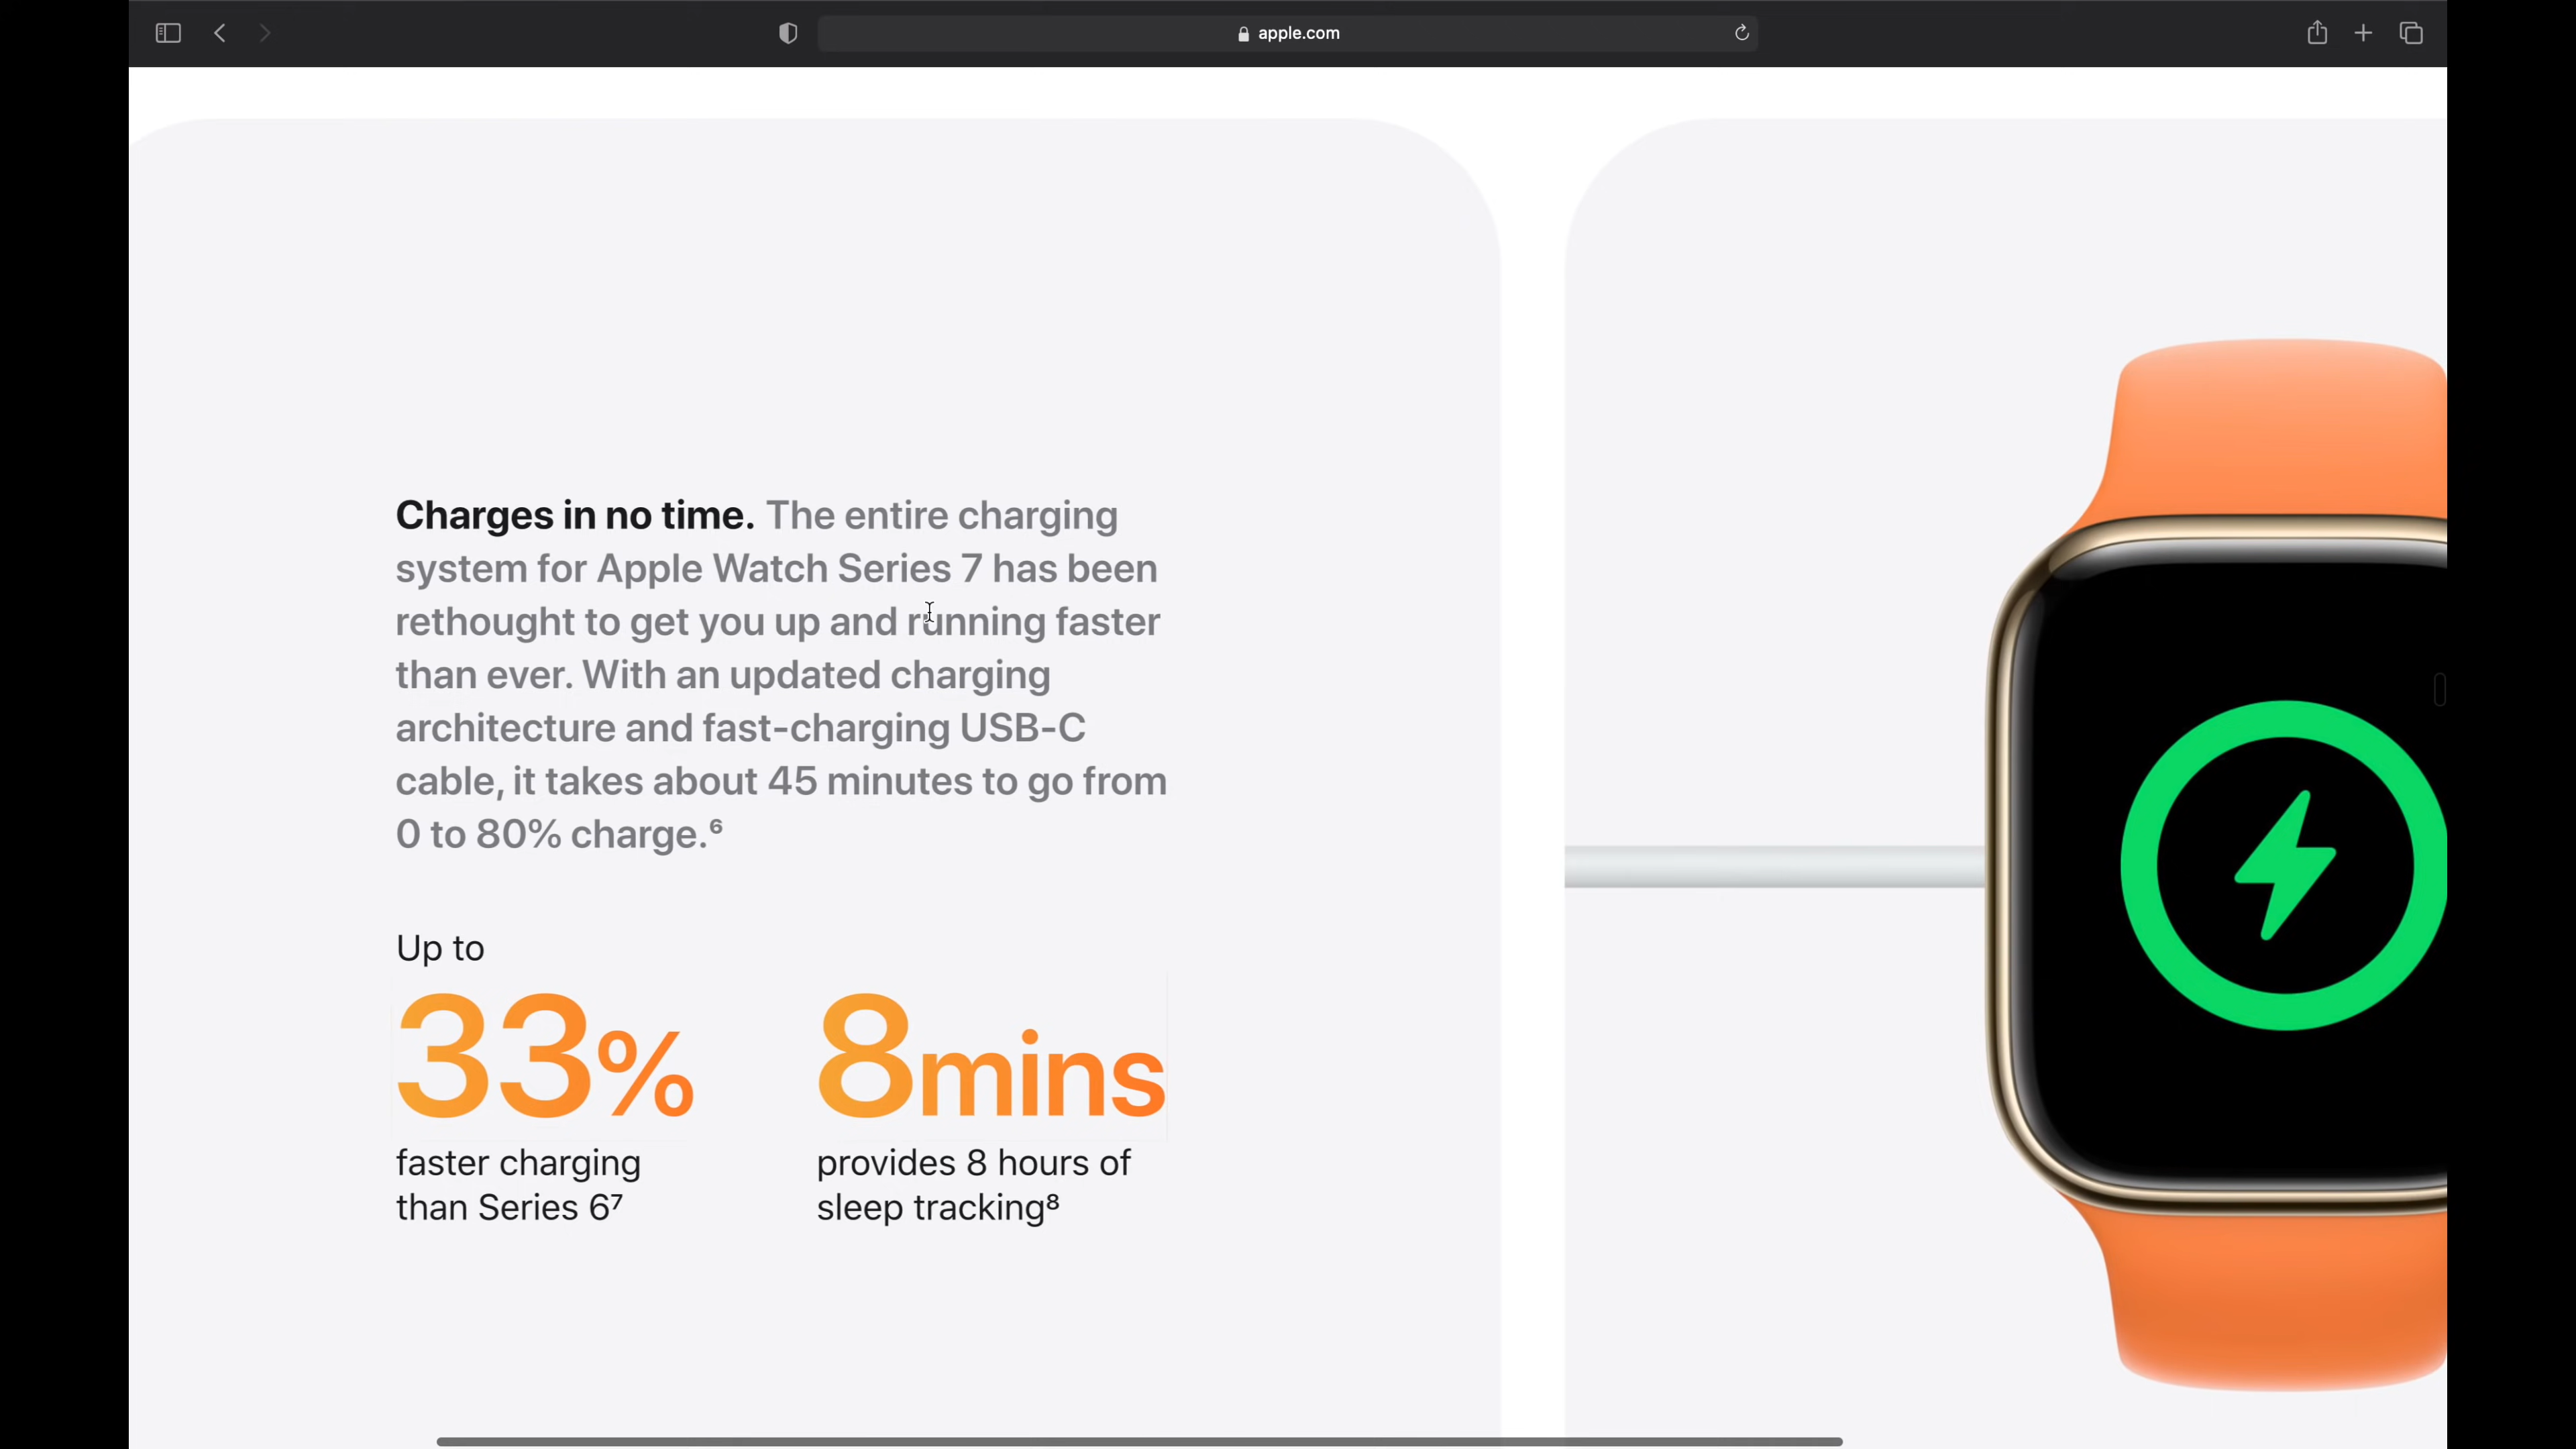 apple.com
Charges in no time. The entire charging
system for Apple Watch Series 7 has been
rethought to get you up and running faster
than ever. With an updated charging
architecture and fast-charging USB-C
cable, it takes about 45 minutes to go from
0 to 80% charge.⁶
Up to
33%
faster charging
than Series 6⁷
8mins
provides 8 hours of
sleep tracking⁸